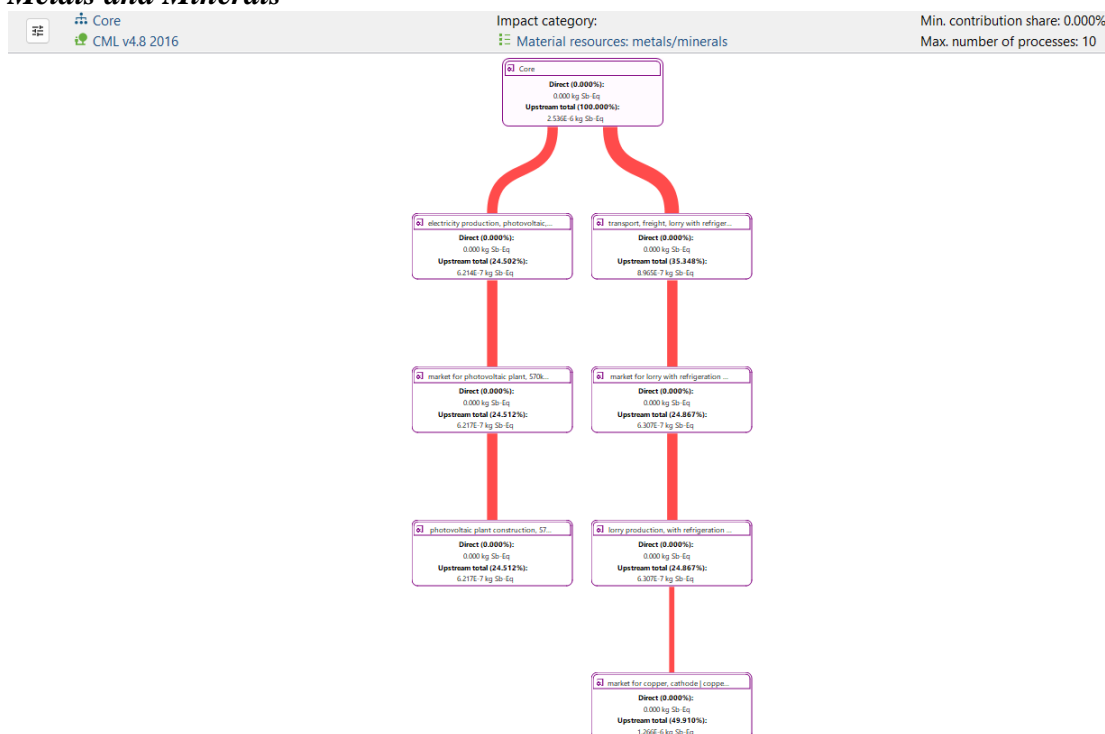 Metals and Minerals
Core
CML v4.8 2016
Impact category:
Material resources: metals/minerals
Min. contribution share: 0.000%
Max. number of processes: 10
Core
Direct (0.000%):
0.000 kg Sb-Eq
Upstream total (100.000%):
2.536E-6 kg Sb-Eq
electricity production, photovoltaic,...
Direct (0.000%):
0.000 kg Sb-Eq
Upstream total (24.502%):
6.214E-7 kg Sb-Eq
transport, freight, lorry with refriger...
Direct (0.000%):
0.000 kg Sb-Eq
Upstream total (35.348%):
8.965E-7 kg Sb-Eq
market for photovoltaic plant, 570k...
Direct (0.000%):
0.000 kg Sb-Eq
Upstream total (24.512%):
6.217E-7 kg Sb-Eq
market for lorry with refrigeration ...
Direct (0.000%):
0.000 kg Sb-Eq
Upstream total (24.867%):
6.307E-7 kg Sb-Eq
photovoltaic plant construction, 57...
Direct (0.000%):
0.000 kg Sb-Eq
Upstream total (24.512%):
6.217E-7 kg Sb-Eq
lorry production, with refrigeration ...
Direct (0.000%):
0.000 kg Sb-Eq
Upstream total (24.867%):
6.307E-7 kg Sb-Eq
market for copper, cathode | coppe...
Direct (0.000%):
0.000 kg Sb-Eq
Upstream total (49.910%):
1.266E-6 kg Sb-Eq